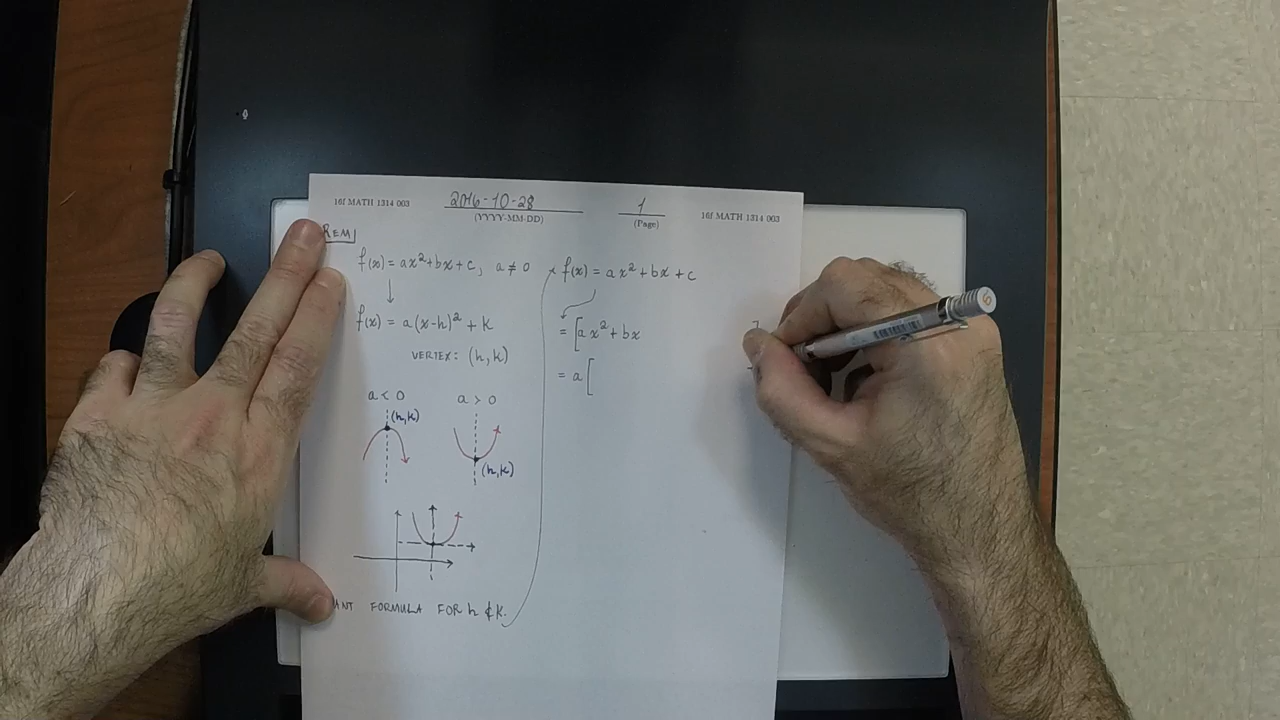 16f MATH 1314 003 2016-10-28 1 16f MATH 1314 003
(YYYY-MM-DD) (Page)
REM
f(x) = ax²+bx+c, a ≠ 0
↓
f(x) = a(x-h)² + k
VERTEX: (h,k)
a < 0 a > 0
(h,k)
(h,k)
ANT FORMULA FOR h & k.
* f(x) = ax²+bx+c
= [ax²+bx
= a[
]